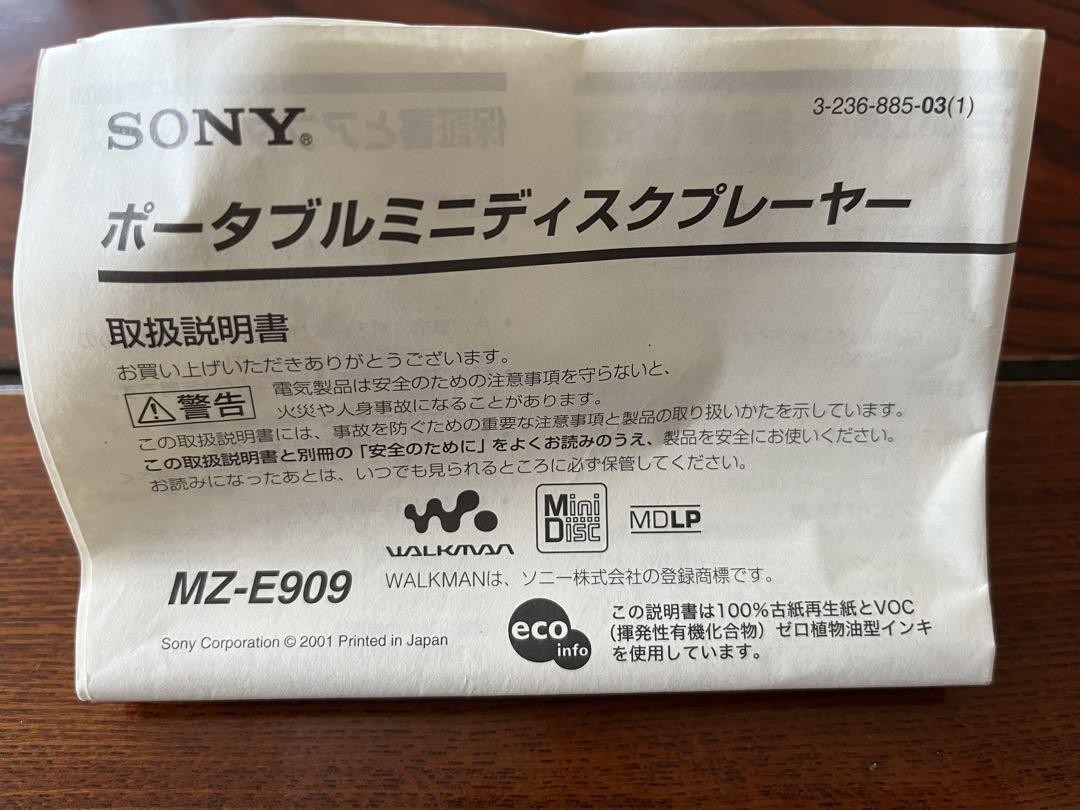 SONY®
3-236-885-03(1)
ポータブルミニディスクプレーヤー
取扱説明書
お買い上げいただきありがとうございます。
警告
電気製品は安全のための注意事項を守らないと、
火災や人身事故になることがあります。
この取扱説明書には、事故を防ぐための重要な注意事項と製品の取り扱いかたを示しています。
この取扱説明書と別冊の「安全のために」をよくお読みのうえ、製品を安全にお使いください。
お読みになったあとは、いつでも見られるところに必ず保管してください。
WALKMAN
Mini
Disc
MDLP
MZ-E909
WALKMANは、ソニー株式会社の登録商標です。
Sony Corporation © 2001 Printed in Japan
eco
info
この説明書は100%古紙再生紙とVOC
（揮発性有機化合物）ゼロ植物油型インキ
を使用しています。